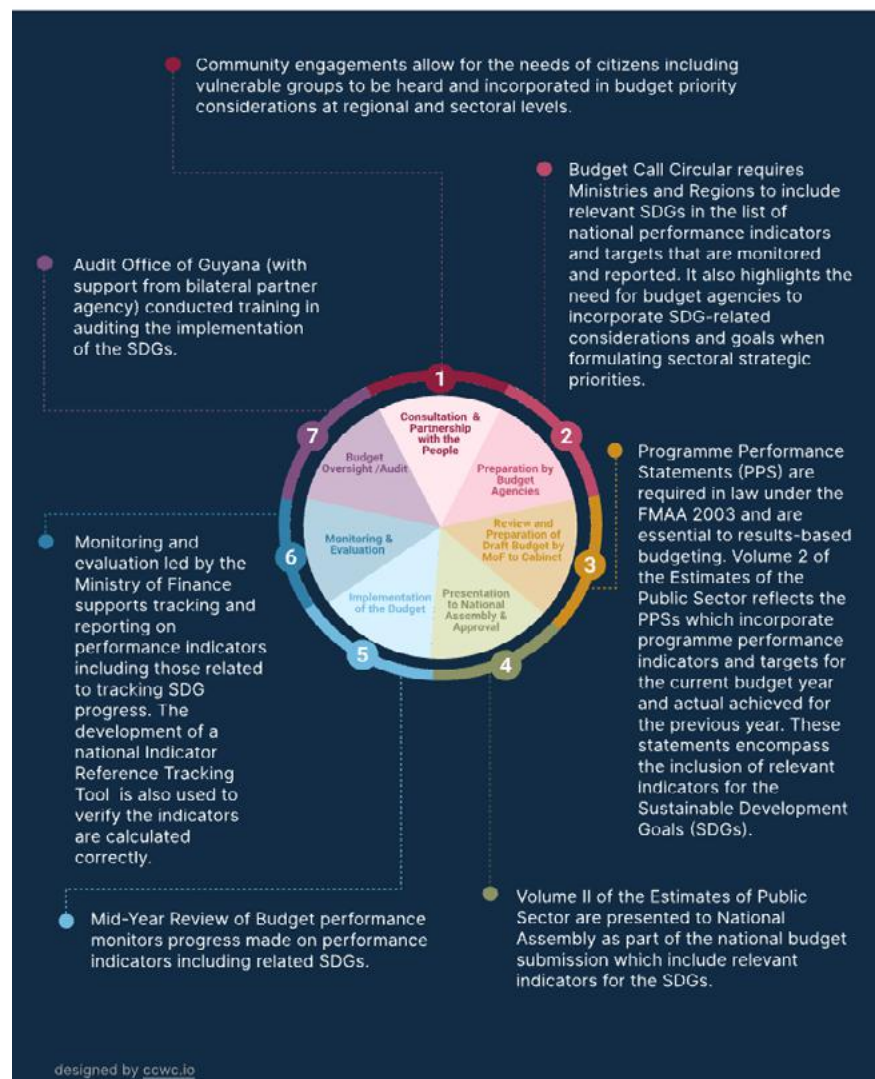 Community engagements allow for the needs of citizens including
vulnerable groups to be heard and incorporated in budget priority
considerations at regional and sectoral levels.
Budget Call Circular requires
Ministries and Regions to include
relevant SDGs in the list of
national performance indicators
and targets that are monitored
and reported. It also highlights the
need for budget agencies to
incorporate SDG-related
considerations and goals when
formulating sectoral strategic
priorities.
Audit Office of Guyana (with
support from bilateral partner
agency) conducted training in
auditing the implementation
of the SDGs.
1
Consultation &
Partnership
with the
People
2
Preparation by
Budget
Agencies
3
Review and
Preparation of
Draft Budget by
MoF to Cabinet
4
Presentation
to National
Assembly &
Approval
5
Implementation
of the Budget
6
Monitoring &
Evaluation
7
Budget
Oversight /Audit
Programme Performance
Statements (PPS) are
required in law under the
FMAA 2003 and are
essential to results-based
budgeting. Volume 2 of
the Estimates of the
Public Sector reflects the
PPSs which incorporate
programme performance
indicators and targets for
the current budget year
and actual achieved for
the previous year. These
statements encompass
the inclusion of relevant
indicators for the
Sustainable Development
Goals (SDGs).
Monitoring and
evaluation led by the
Ministry of Finance
supports tracking and
reporting on
performance indicators
including those related
to tracking SDG
progress. The
development of a
national Indicator
Reference Tracking
Tool is also used to
verify the indicators
are calculated
correctly.
Volume II of the Estimates of Public
Sector are presented to National
Assembly as part of the national budget
submission which include relevant
indicators for the SDGs.
Mid-Year Review of Budget performance
monitors progress made on performance
indicators including related SDGs.
designed by ccwc.io